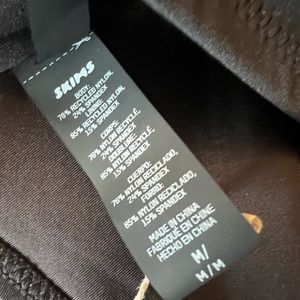 SKIMS
BODY:
76% RECYCLED NYLON,
24% SPANDEX
LINING:
85% RECYCLED NYLON,
15% SPANDEX
CORPS:
76% NYLON RECYCLÉ,
24% SPANDEX
DOUBLURE:
85% NYLON RECYCLÉ,
15% SPANDEX
CUERPO:
76% NYLON RECICLADO,
24% SPANDEX
FORRO:
85% NYLON RECICLADO,
15% SPANDEX
MADE IN CHINA
FABRIQUÉ EN CHINE
HECHO EN CHINA
M/
M/M